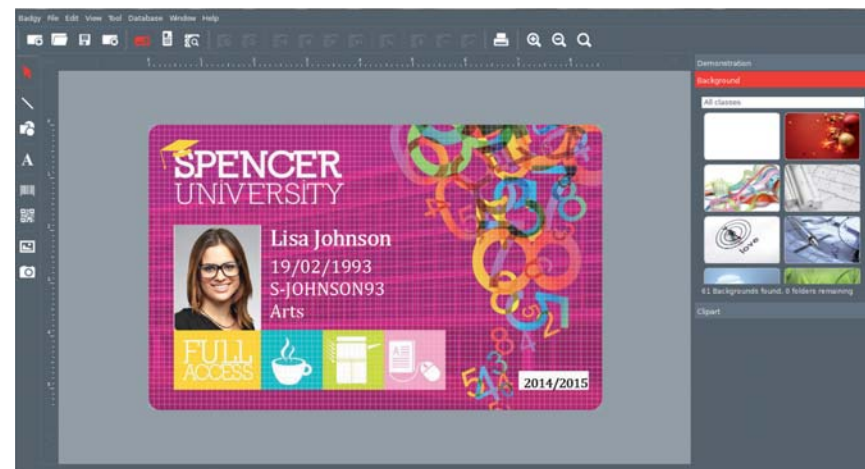 Badgy File Edit View Tool Database Window Help
Demonstration
Background
All classes
SPENCER
UNIVERSITY
Lisa Johnson
19/02/1993
S-JOHNSON93
Arts
FULL
ACCESS
2014/2015
love
61 Backgrounds found. 0 folders remaining
Clipart